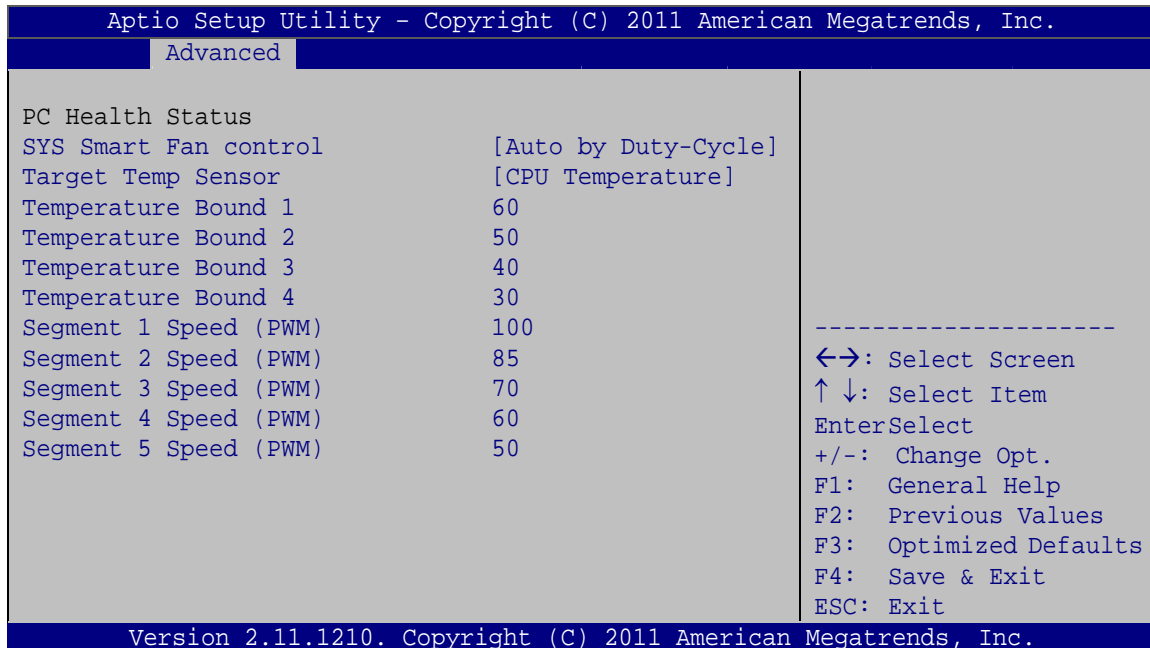 Aptio Setup Utility – Copyright (C) 2011 American Megatrends, Inc.
Advanced
PC Health Status
SYS Smart Fan control [Auto by Duty-Cycle]
Target Temp Sensor [CPU Temperature]
Temperature Bound 1 60
Temperature Bound 2 50
Temperature Bound 3 40
Temperature Bound 4 30
Segment 1 Speed (PWM) 100
Segment 2 Speed (PWM) 85
Segment 3 Speed (PWM) 70
Segment 4 Speed (PWM) 60
Segment 5 Speed (PWM) 50
---------------------
←→: Select Screen
↑ ↓: Select Item
EnterSelect
+/-: Change Opt.
F1: General Help
F2: Previous Values
F3: Optimized Defaults
F4: Save & Exit
ESC: Exit
Version 2.11.1210. Copyright (C) 2011 American Megatrends, Inc.